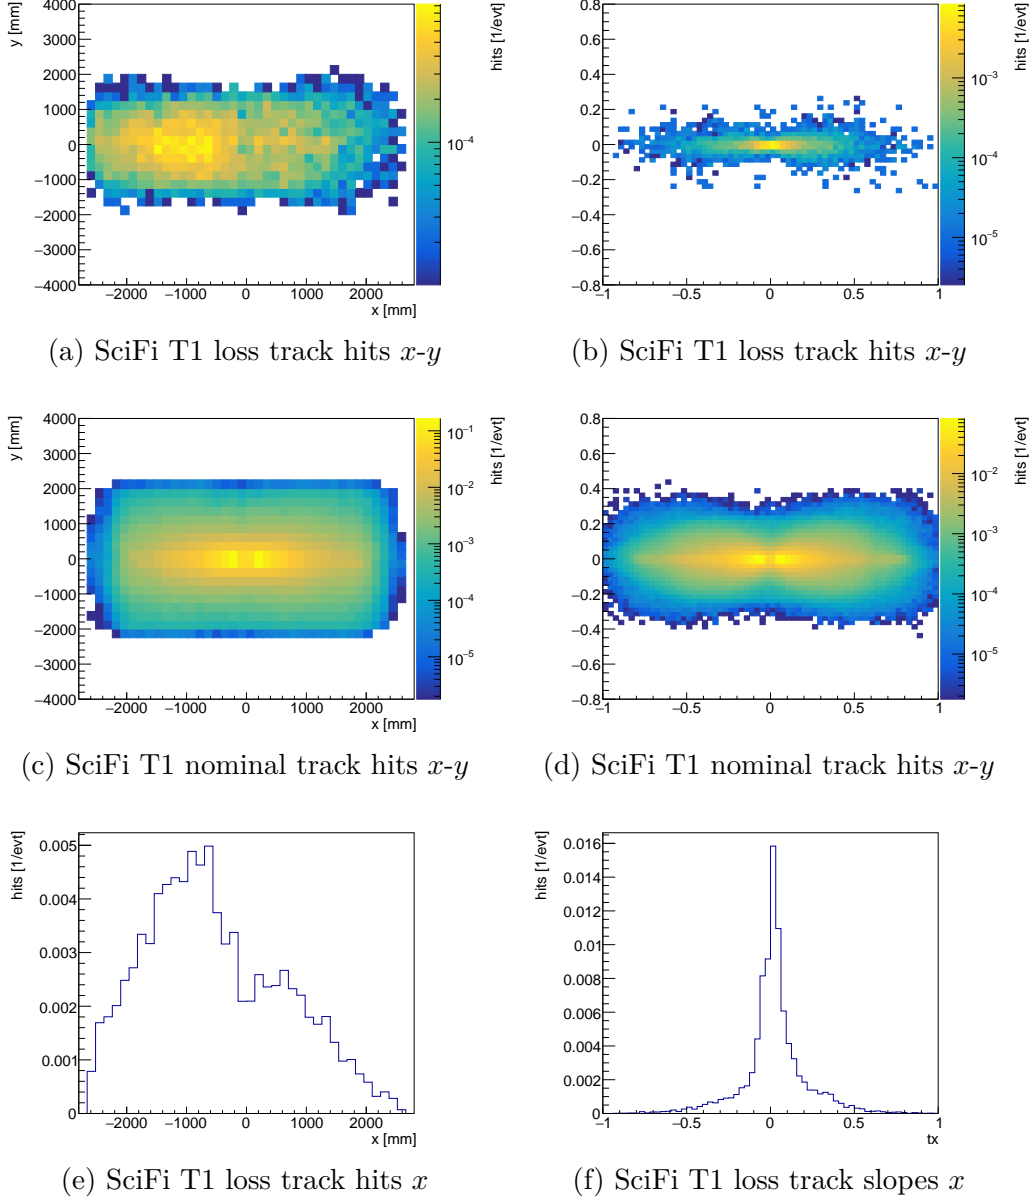 y [mm]
4000
3000
2000
1000
0
−1000
−2000
−3000
−4000
−2000 −1000 0 1000 2000
x [mm]
hits [1/evt]
10−4
0.8
0.6
0.4
0.2
0
−0.2
−0.4
−0.6
−0.8
−1 −0.5 0 0.5 1
hits [1/evt]
10−3
10−4
10−5
(a) SciFi T1 loss track hits x-y
(b) SciFi T1 loss track hits x-y
y [mm]
4000
3000
2000
1000
0
−1000
−2000
−3000
−4000
−2000 −1000 0 1000 2000
x [mm]
hits [1/evt]
10−1
10−2
10−3
10−4
10−5
0.8
0.6
0.4
0.2
0
−0.2
−0.4
−0.6
−0.8
−1 −0.5 0 0.5 1
hits [1/evt]
10−2
10−3
10−4
10−5
(c) SciFi T1 nominal track hits x-y
(d) SciFi T1 nominal track hits x-y
hits [1/evt]
0.005
0.004
0.003
0.002
0.001
0
−2000 −1000 0 1000 2000
x [mm]
hits [1/evt]
0.016
0.014
0.012
0.01
0.008
0.006
0.004
0.002
0
−1 −0.5 0 0.5 1
tx
(e) SciFi T1 loss track hits x
(f) SciFi T1 loss track slopes x